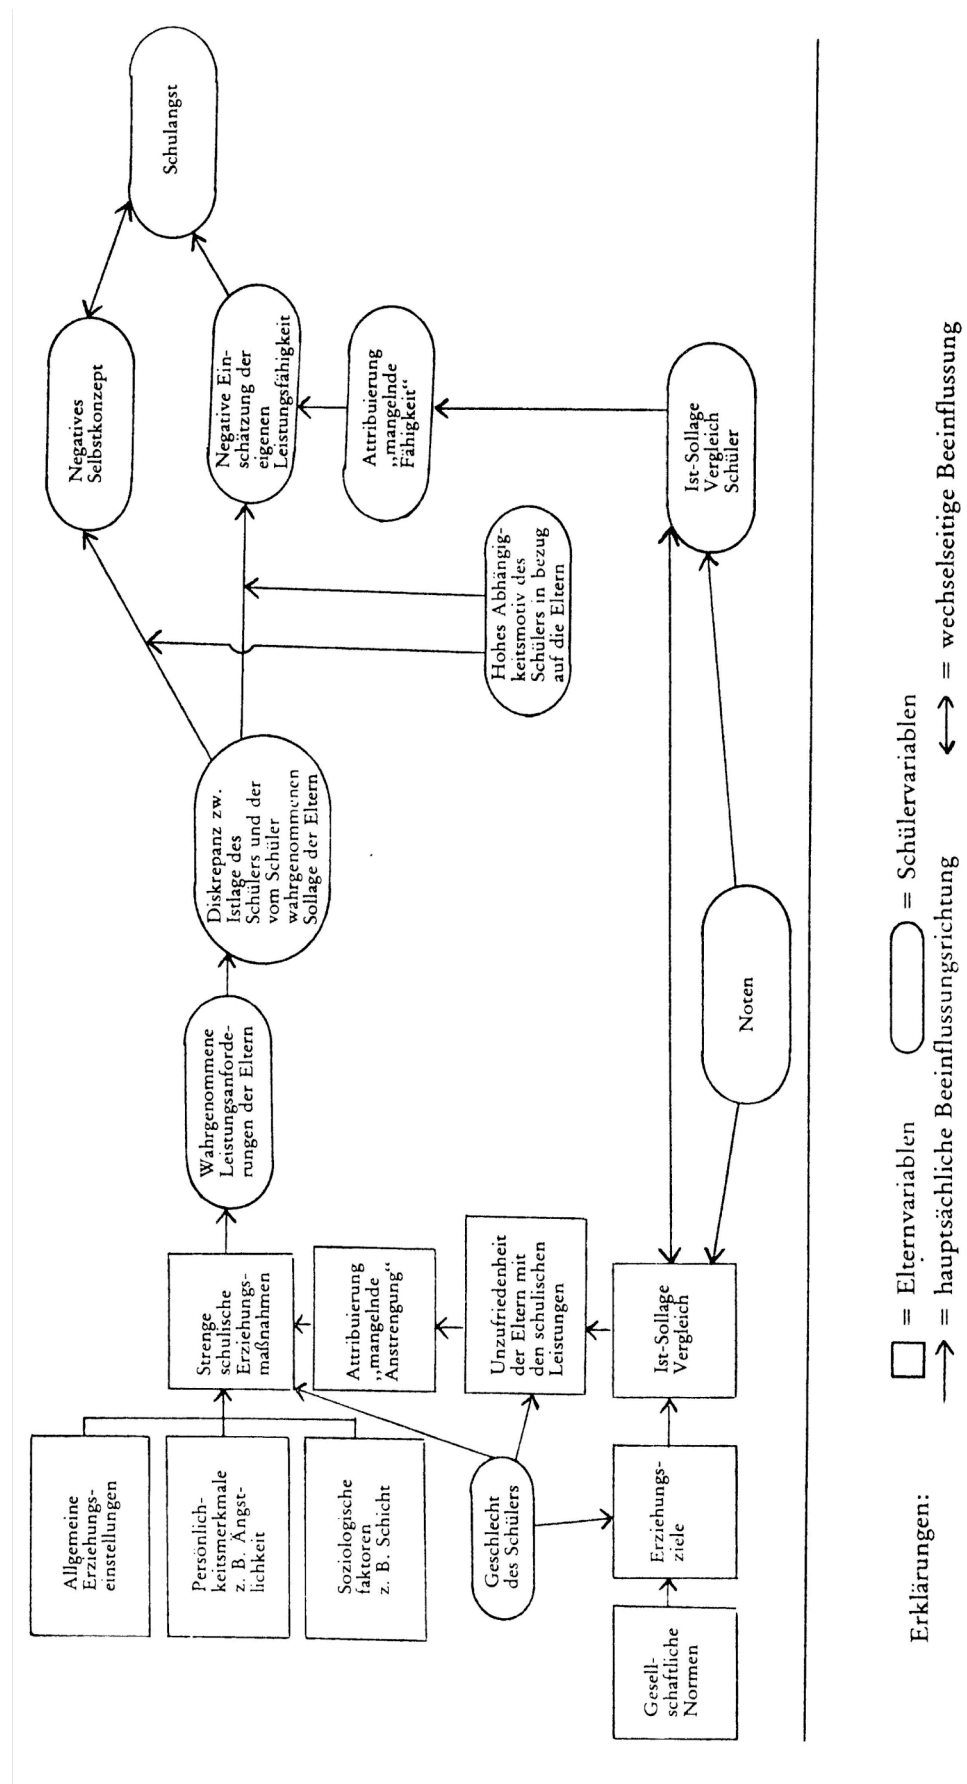 Allgemeine
Erziehungs-
einstellungen
Persönlich-
keitsmerkmale
z. B. Ängst-
lichkeit
Soziologische
faktoren
z. B. Schicht
Geschlecht
des Schülers
Gesell-
schaftliche
Normen
Erziehungs-
ziele
Strenge
schulische
Erziehungs-
maßnahmen
Attribuierung
„mangelnde
Anstrengung“
Unzufriedenheit
der Eltern mit
den schulischen
Leistungen
Ist-Sollage
Vergleich
Wahrgenommene
Leistungsanforde-
rungen der Eltern
Noten
Diskrepanz zw.
Istlage des
Schülers und der
vom Schüler
wahrgenommenen
Sollage der Eltern
Hohes Abhängig-
keitsmotiv des
Schülers in bezug
auf die Eltern
Negatives
Selbstkonzept
Negative Ein-
schätzung der
eigenen
Leistungsfähigkeit
Attribuierung
„mangelnde
Fähigkeit“
Ist-Sollage
Vergleich
Schüler
Schulangst
Erklärungen: = Elternvariablen = Schülervariablen
= hauptsächliche Beeinflussungsrichtung = wechselseitige Beeinflussung